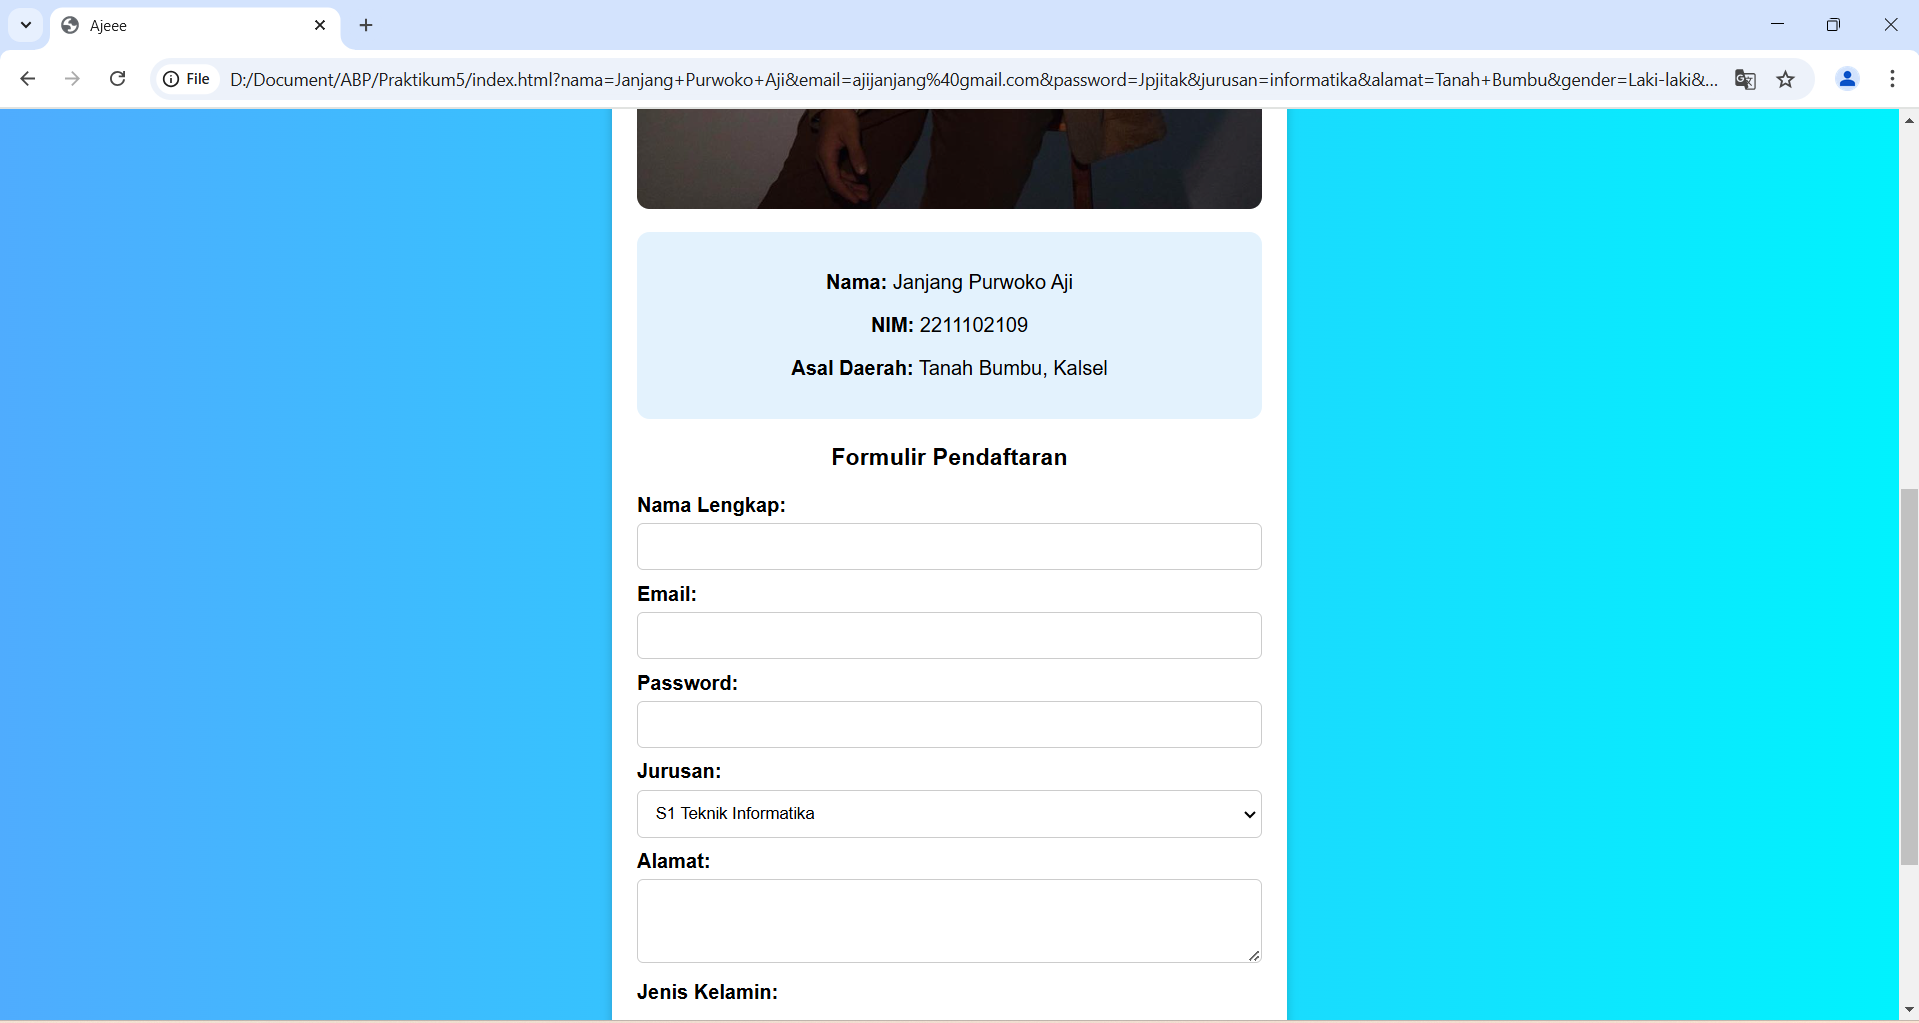 Ajeee
File
D:/Document/ABP/Praktikum5/index.html?nama=Janjang+Purwoko+Aji&email=ajijanjang%40gmail.com&password=Jpjitak&jurusan=informatika&alamat=Tanah+Bumbu&gender=Laki-laki&...
Nama: Janjang Purwoko Aji
NIM: 2211102109
Asal Daerah: Tanah Bumbu, Kalsel
Formulir Pendaftaran
Nama Lengkap:
Email:
Password:
Jurusan:
S1 Teknik Informatika
Alamat:
Jenis Kelamin: